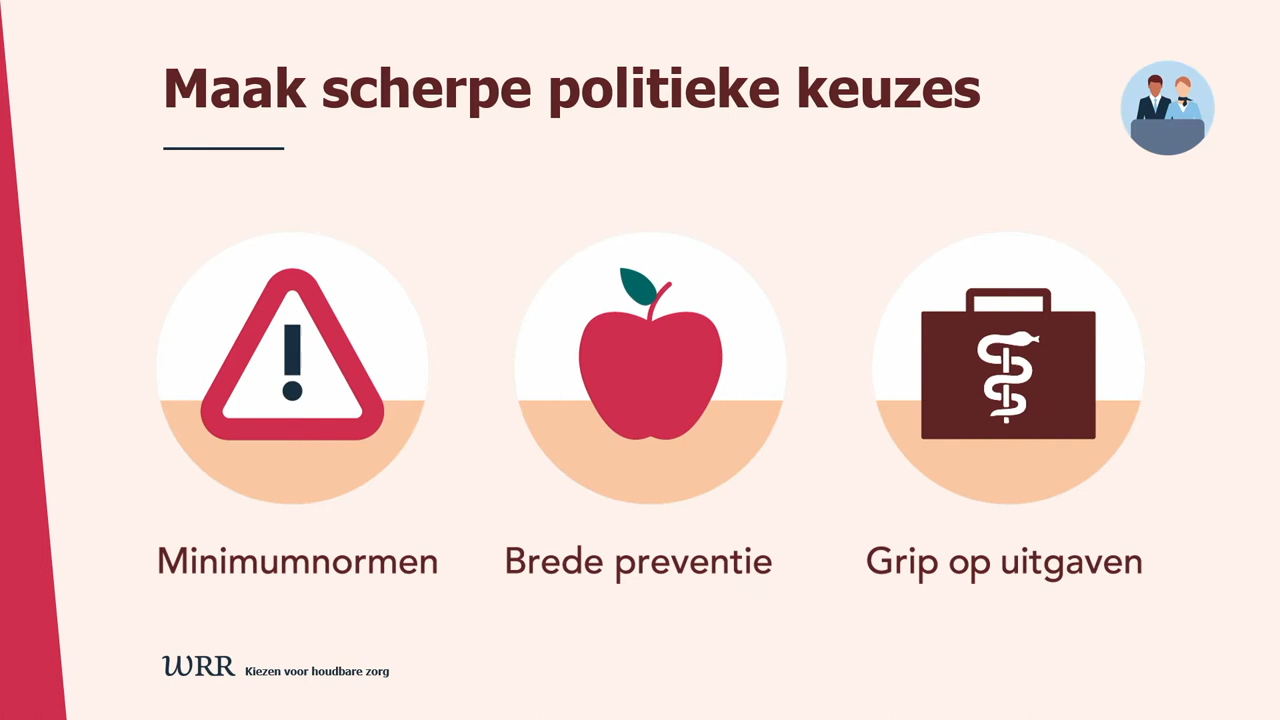 Maak scherpe politieke keuzes
Minimumnormen
Brede preventie
Grip op uitgaven
WRR Kiezen voor houdbare zorg